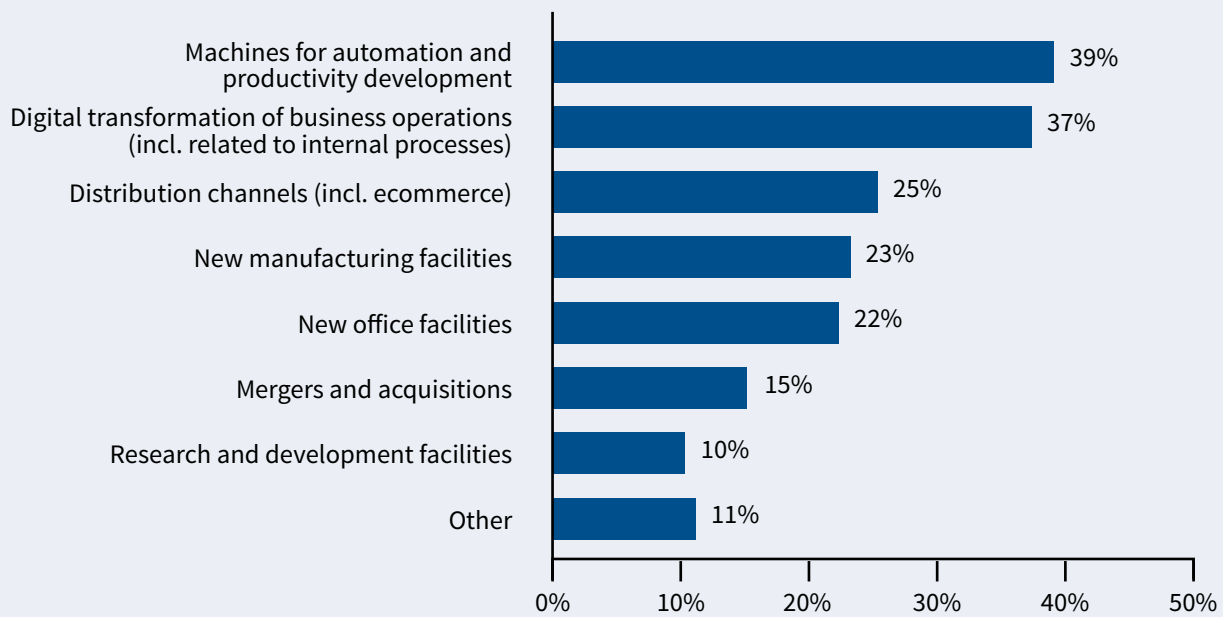 Machines for automation and
productivity development
39%
Digital transformation of business operations
(incl. related to internal processes)
37%
Distribution channels (incl. ecommerce)
25%
New manufacturing facilities
23%
New office facilities
22%
Mergers and acquisitions
15%
Research and development facilities
10%
Other
11%
0% 10% 20% 30% 40% 50%